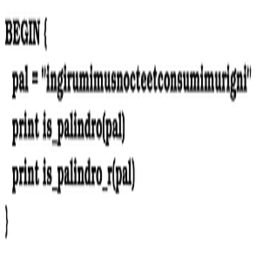 BEGIN {
pal = "ingirumimusnocteetconsumimurigni"
print is_palindro(pal)
print is_palindro_r(pal)
}